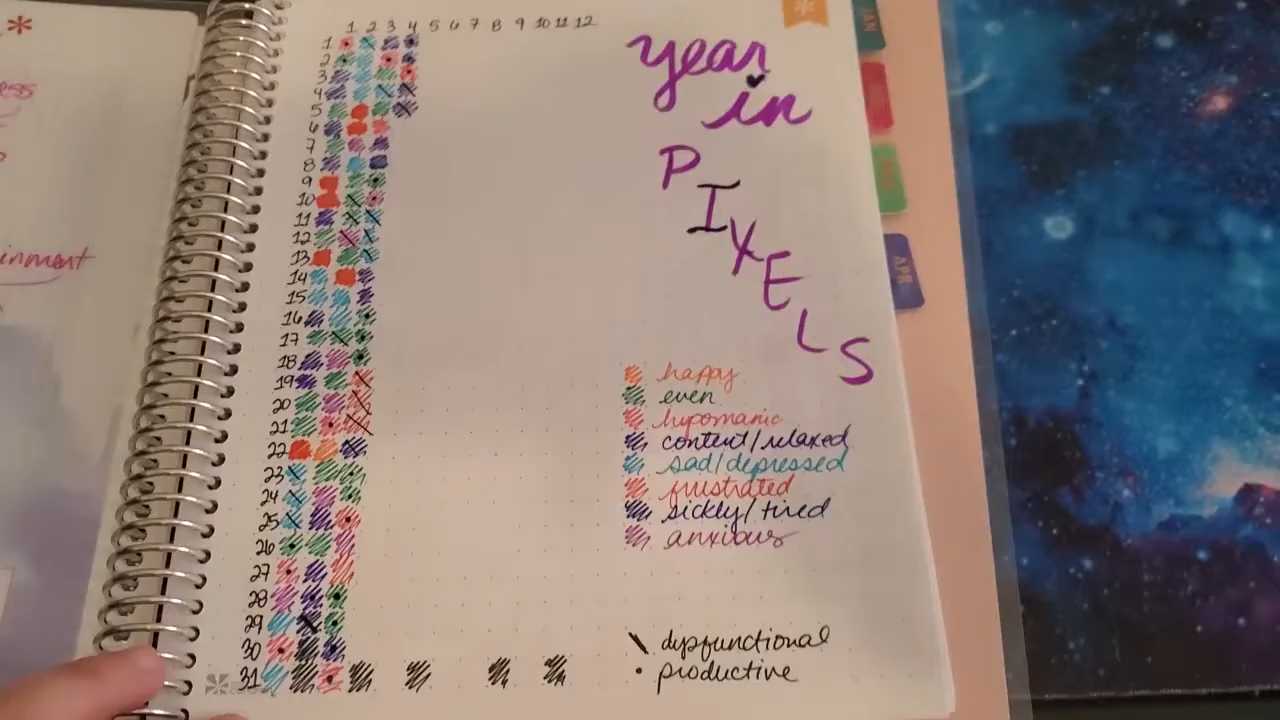 ess
inment
1 2 3 4 5 6 7 8 9 10 11 12
1
2
3
4
5
6
7
8
9
10
11
12
13
14
15
16
17
18
19
20
21
22
23
24
25
26
27
28
29
30
31
year
in
PIXELS
happy
even
hypomanic
content/relaxed
sad/depressed
frustrated
sickly/tired
anxious
dysfunctional
productive
APR